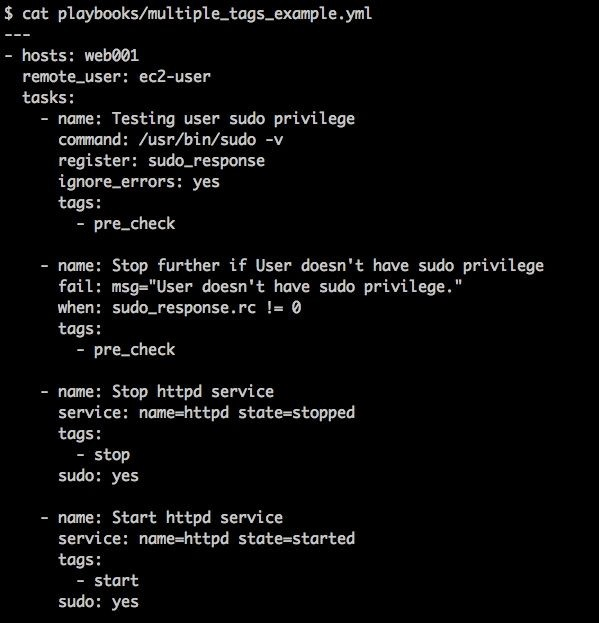 $ cat playbooks/multiple_tags_example.yml
---
- hosts: web001
  remote_user: ec2-user
  tasks:
    - name: Testing user sudo privilege
      command: /usr/bin/sudo -v
      register: sudo_response
      ignore_errors: yes
      tags:
        - pre_check

    - name: Stop further if User doesn't have sudo privilege
      fail: msg="User doesn't have sudo privilege."
      when: sudo_response.rc != 0
      tags:
        - pre_check

    - name: Stop httpd service
      service: name=httpd state=stopped
      tags:
        - stop
      sudo: yes

    - name: Start httpd service
      service: name=httpd state=started
      tags:
        - start
      sudo: yes